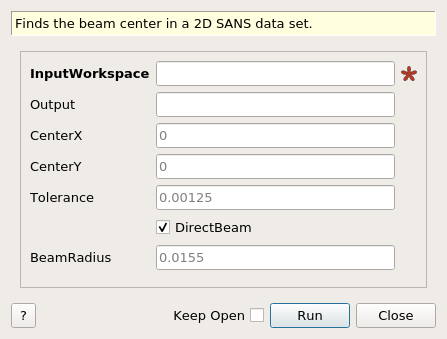 Finds the beam center in a 2D SANS data set.
InputWorkspace *
Output
CenterX 0
CenterY 0
Tolerance 0.00125
DirectBeam
BeamRadius 0.0155
? Keep Open Run Close